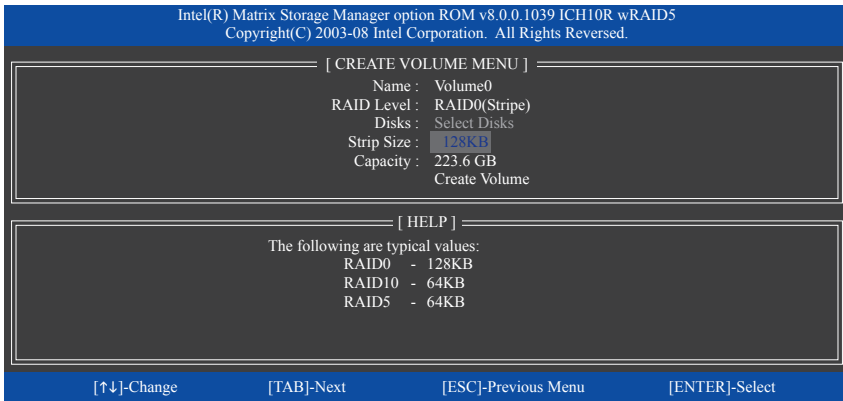 Intel(R) Matrix Storage Manager option ROM v8.0.0.1039 ICH10R wRAID5
Copyright(C) 2003-08 Intel Corporation.  All Rights Reversed.
[ CREATE VOLUME MENU ]
Name :  Volume0
RAID Level :  RAID0(Stripe)
Disks :  Select Disks
Strip Size :  128KB
Capacity :  223.6 GB
Create Volume
[ HELP ]
The following are typical values:
RAID0  -  128KB
RAID10  -  64KB
RAID5  -  64KB
[↑↓]-Change  [TAB]-Next  [ESC]-Previous Menu  [ENTER]-Select